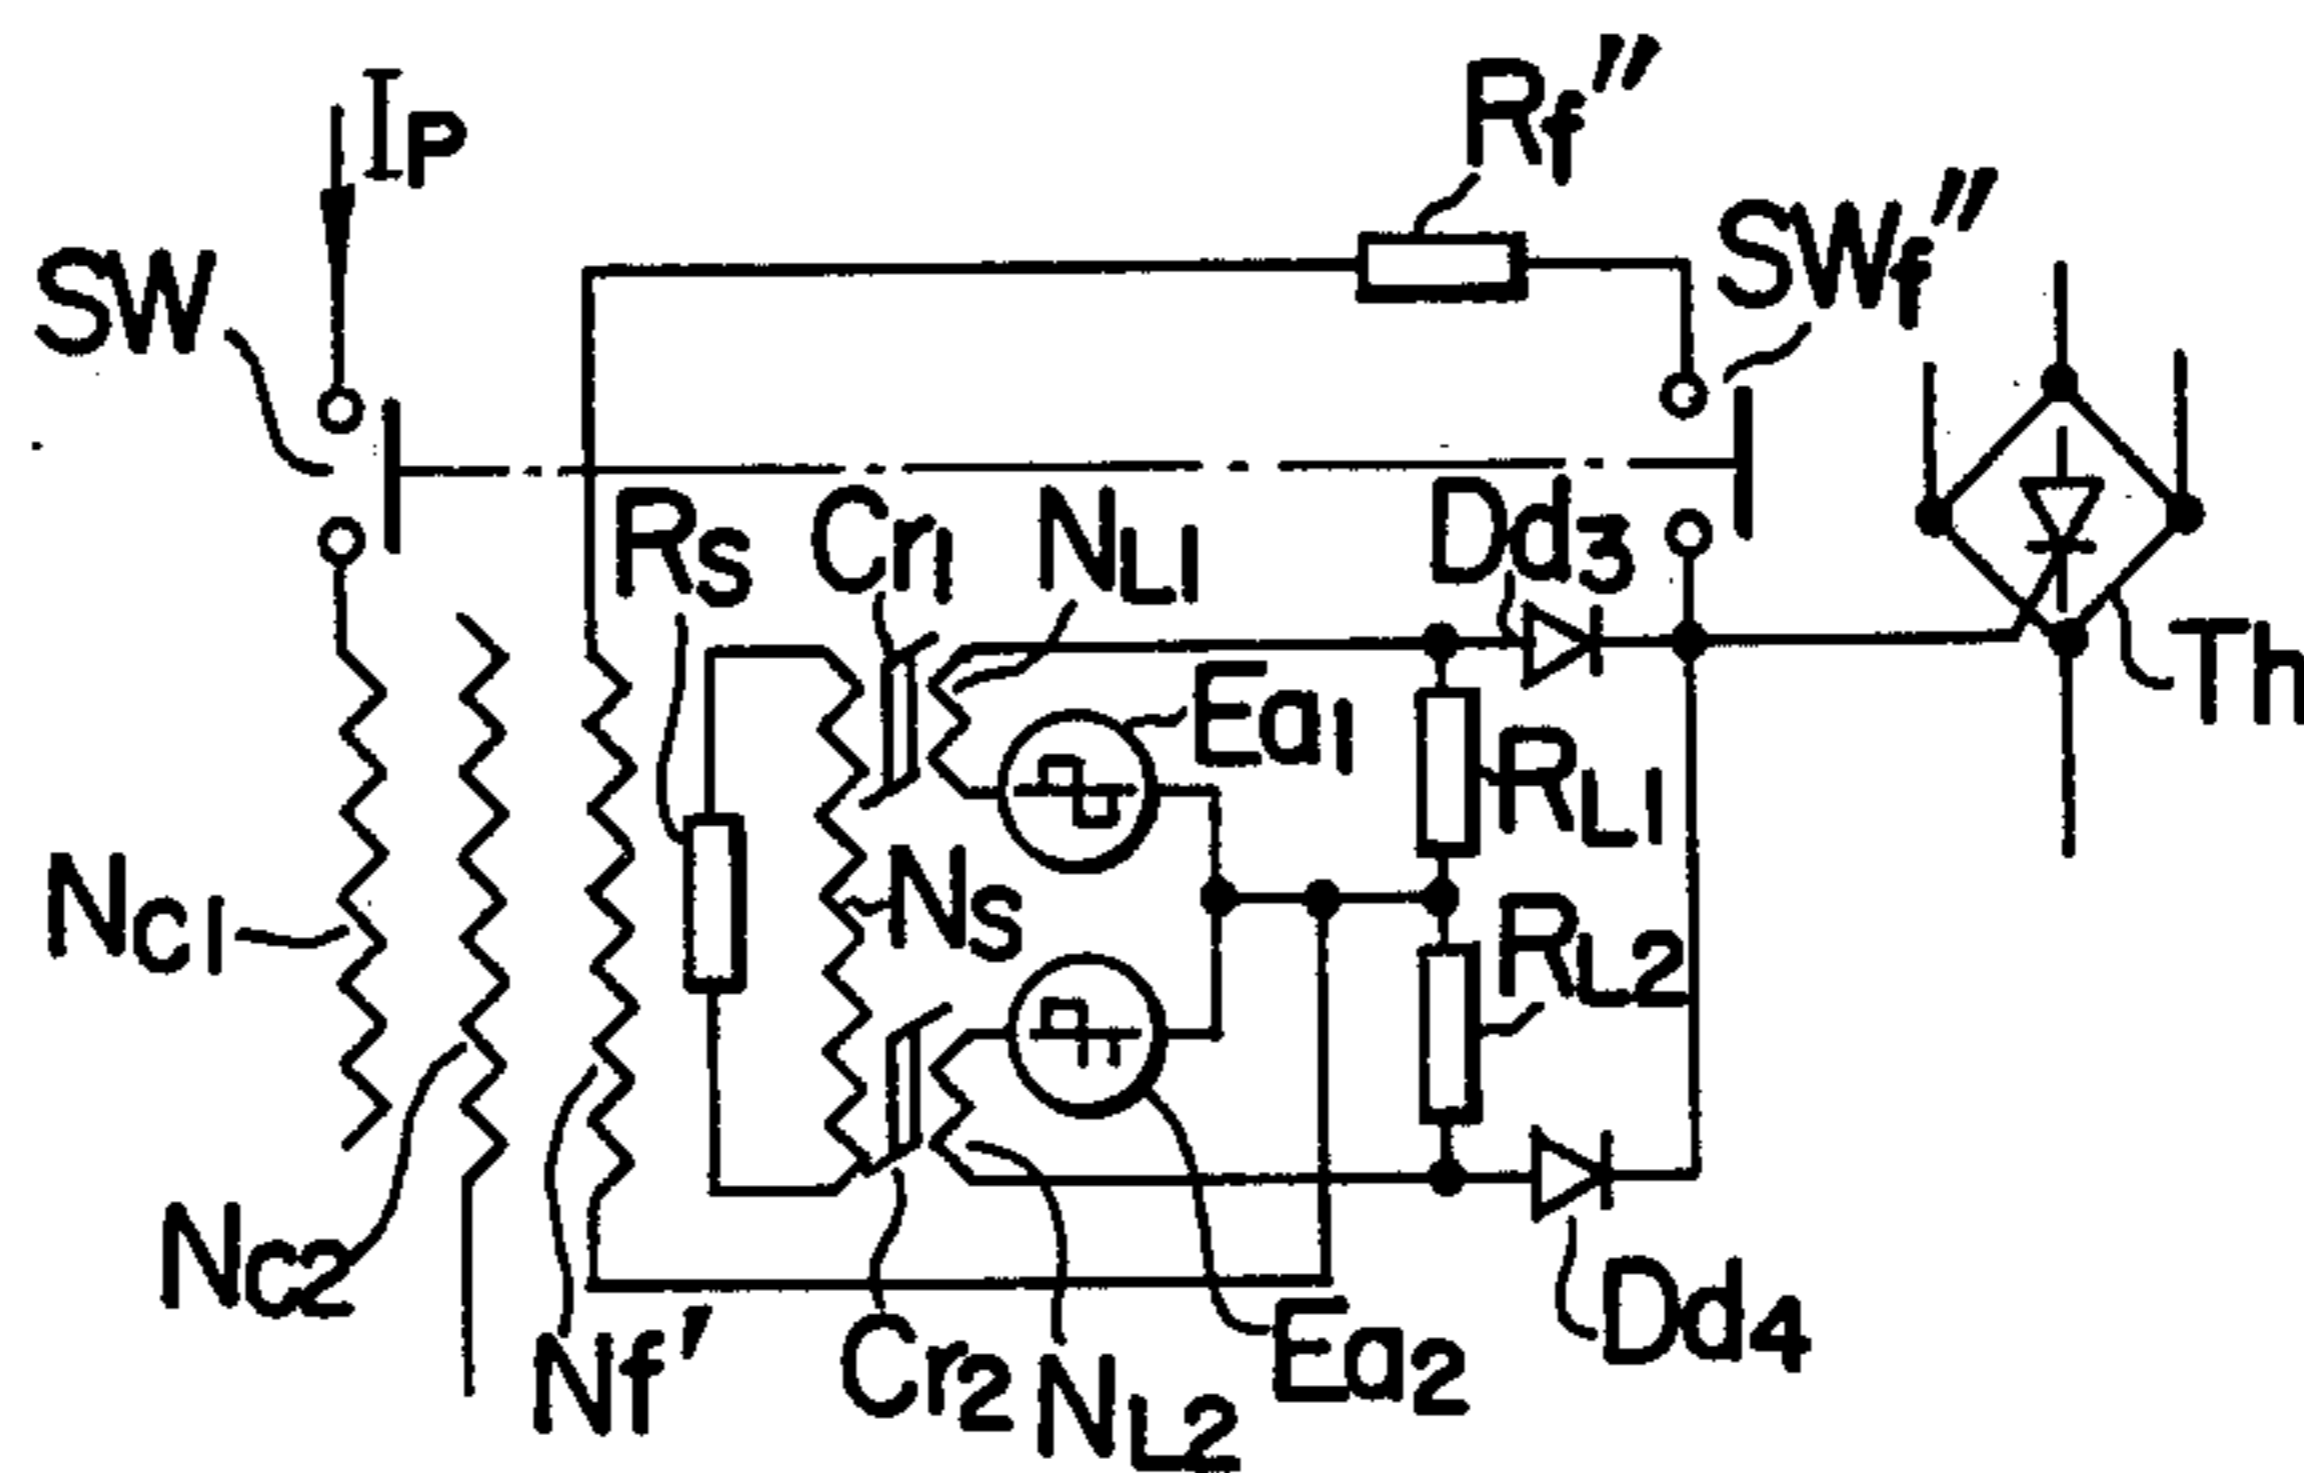 Rf"
IP
SWf"
SW
RS
Cr1
NL1
Dd3
Th
Ea1
RL1
NC1
NS
RL2
NC2
Nf'
Cr2
NL2
Ea2
Dd4